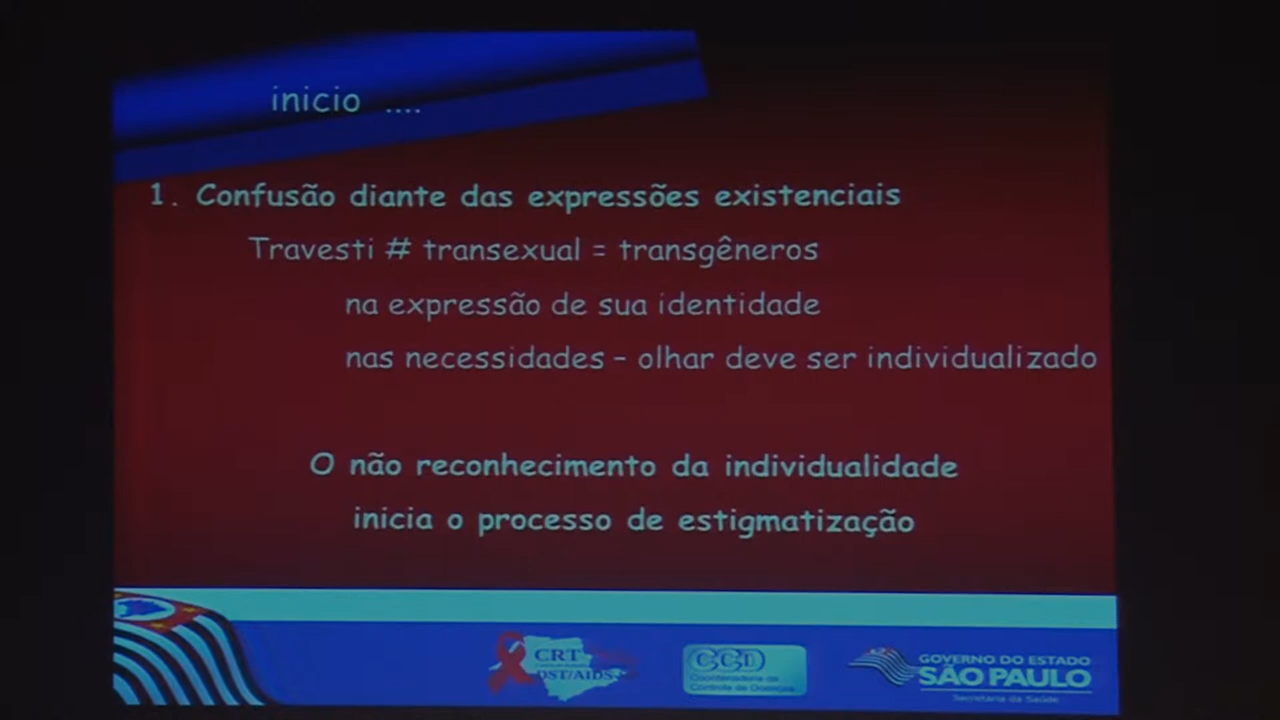 inicio ....
1. Confusão diante das expressões existenciais
Travesti # transexual = transgêneros
na expressão de sua identidade
nas necessidades - olhar deve ser individualizado
O não reconhecimento da individualidade
inicia o processo de estigmatização
CRT
DST/AIDS
CCD
Coordenadoria de
Controle de Doenças
GOVERNO DO ESTADO
SÃO PAULO
Secretaria da Saúde